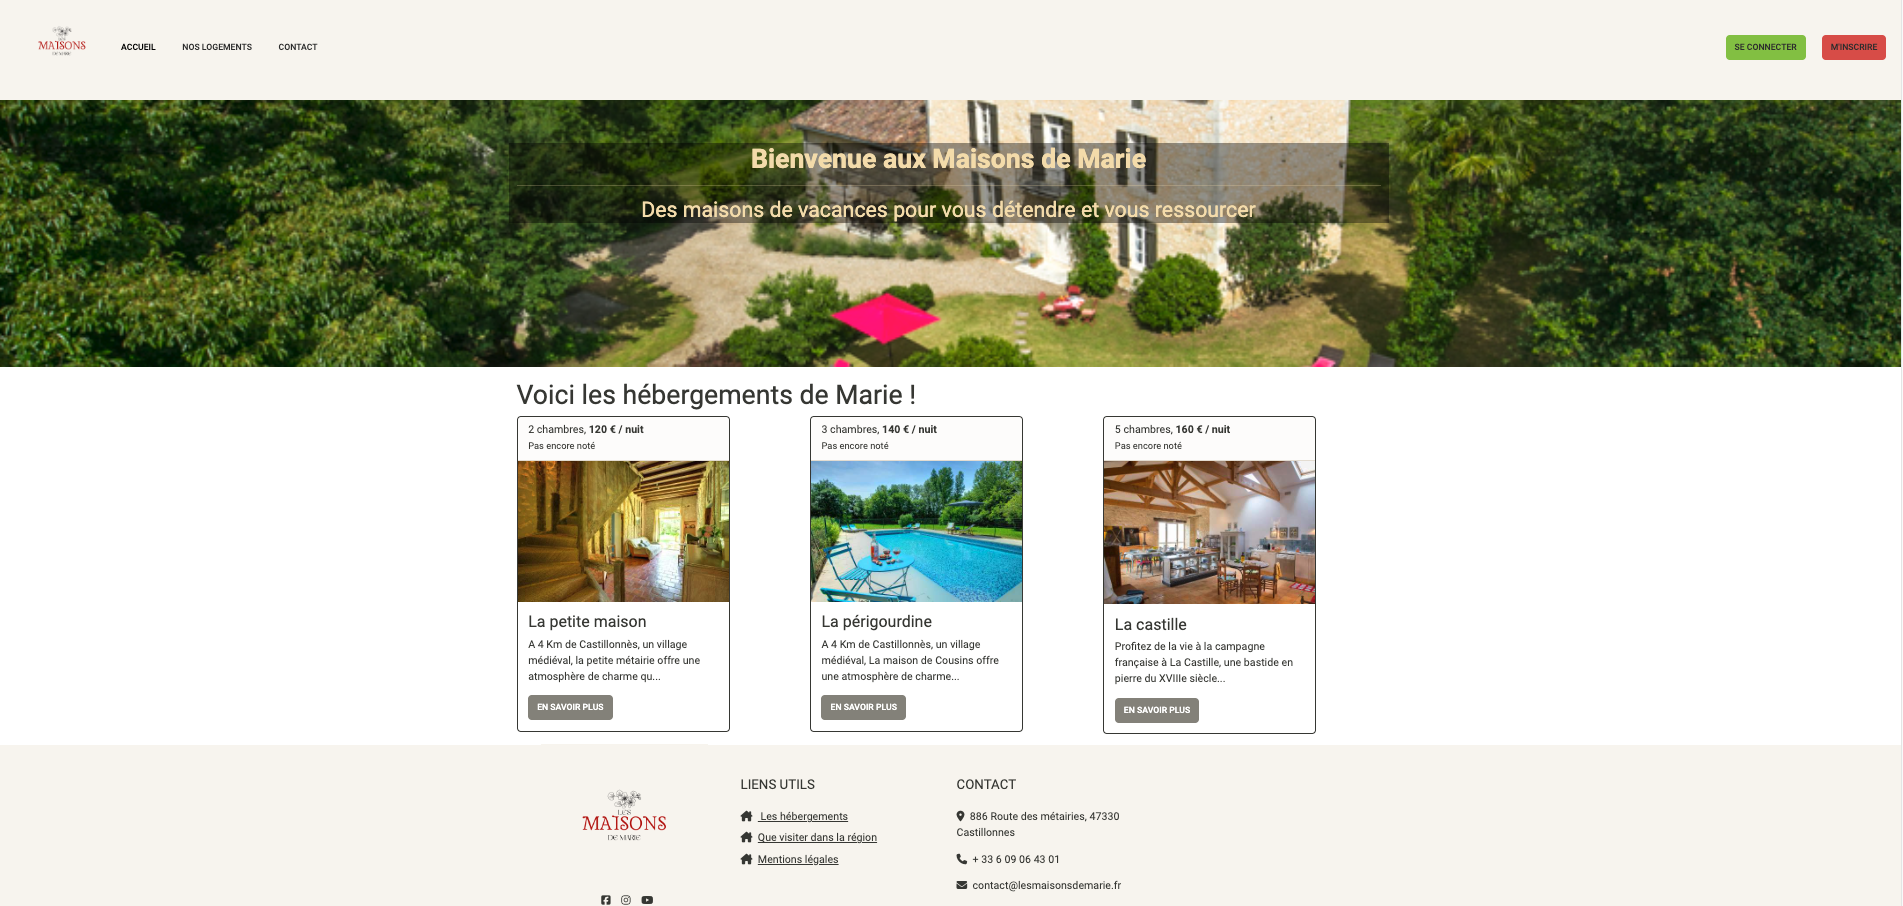 LES
MAISONS
DE MARIE
ACCUEIL
NOS LOGEMENTS
CONTACT
SE CONNECTER
M'INSCRIRE
Bienvenue aux Maisons de Marie
Des maisons de vacances pour vous détendre et vous ressourcer
Voici les hébergements de Marie !
2 chambres, 120 € / nuit
Pas encore noté
La petite maison
A 4 Km de Castillonnès, un village
médiéval, la petite métairie offre une
atmosphère de charme qu...
EN SAVOIR PLUS
3 chambres, 140 € / nuit
Pas encore noté
La périgourdine
A 4 Km de Castillonnès, un village
médiéval, La maison de Cousins offre
une atmosphère de charme...
EN SAVOIR PLUS
5 chambres, 160 € / nuit
Pas encore noté
La castille
Profitez de la vie à la campagne
française à La Castille, une bastide en
pierre du XVIIIe siècle...
EN SAVOIR PLUS
LES
MAISONS
DE MARIE
LIENS UTILS
Les hébergements
Que visiter dans la région
Mentions légales
CONTACT
886 Route des métairies, 47330
Castillonnes
+ 33 6 09 06 43 01
contact@lesmaisonsdemarie.fr